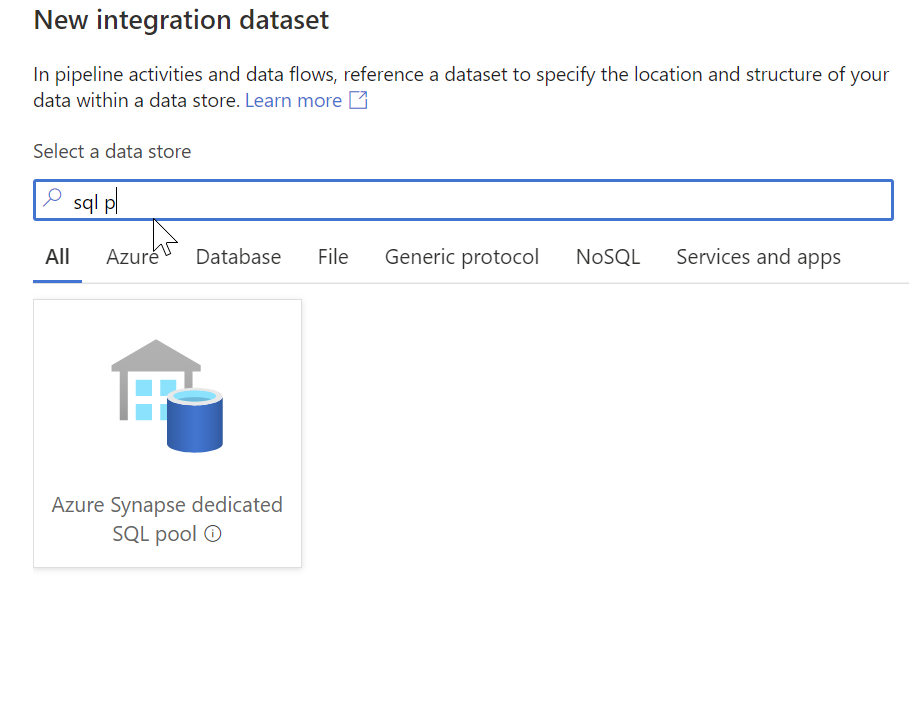 New integration dataset
In pipeline activities and data flows, reference a dataset to specify the location and structure of your
data within a data store. Learn more
Select a data store
sql p
All Azure Database File Generic protocol NoSQL Services and apps
Azure Synapse dedicated
SQL pool